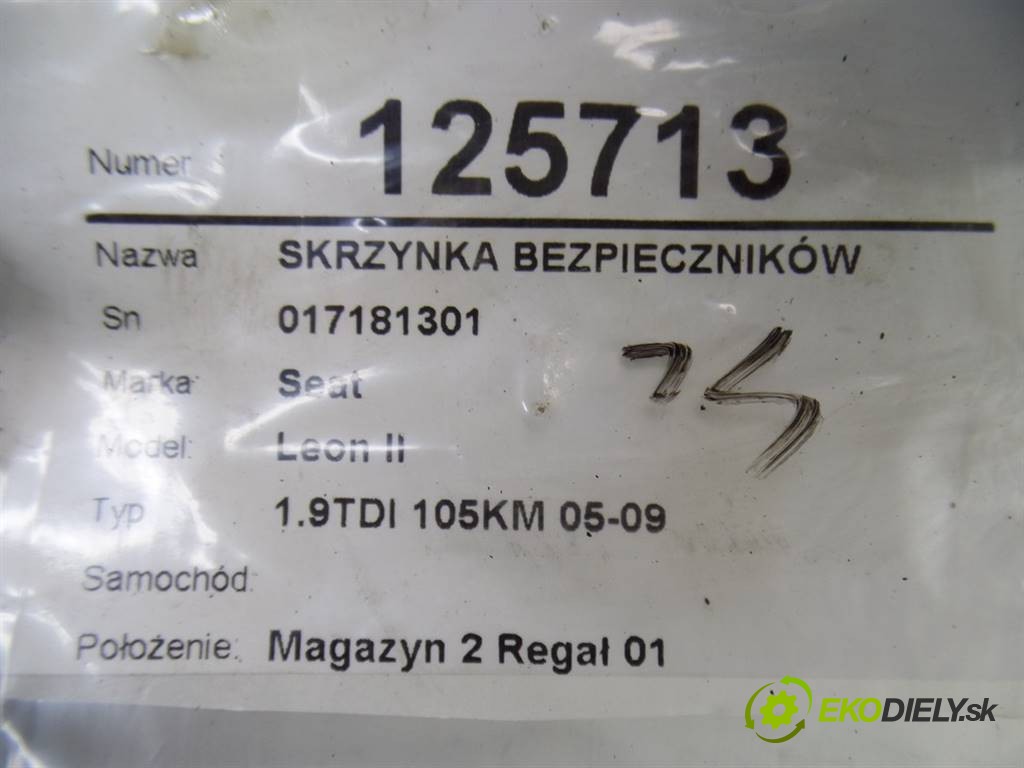 Numer 125713
Nazwa SKRZYNKA BEZPIECZNIKÓW
Sn 017181301
Marka: Seat
Model: Leon II
Typ 1.9TDI 105KM 05-09
Samochód:
Położenie: Magazyn 2 Regał 01
EKODIELY.sk